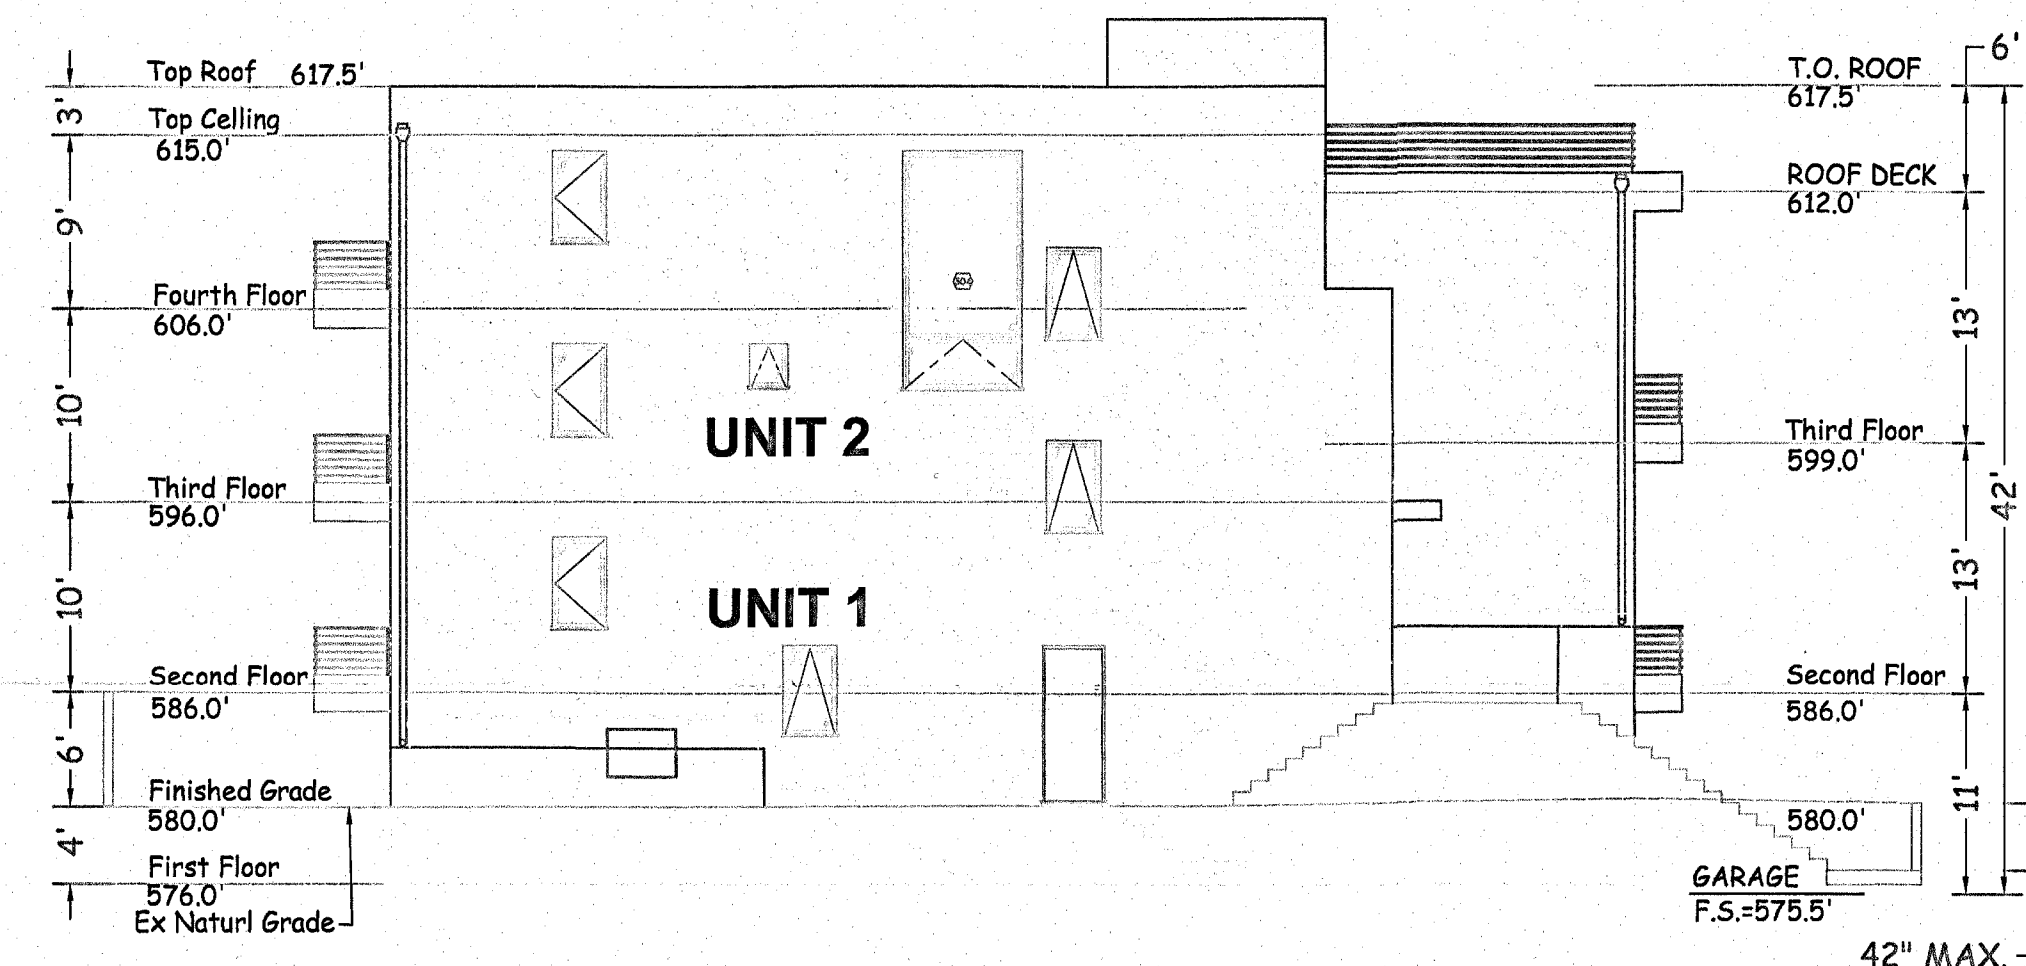 Top Roof 617.5'
3'
Top Celling
615.0'
9'
Fourth Floor
606.0'
10'
Third Floor
596.0'
10'
Second Floor
586.0'
6'
Finished Grade
580.0'
4'
First Floor
576.0'
Ex Naturl Grade
304
UNIT 2
UNIT 1
6'
T.O. ROOF
617.5'
ROOF DECK
612.0'
13'
Third Floor
599.0'
42'
13'
Second Floor
586.0'
11'
580.0'
GARAGE
F.S.=575.5'
42" MAX.